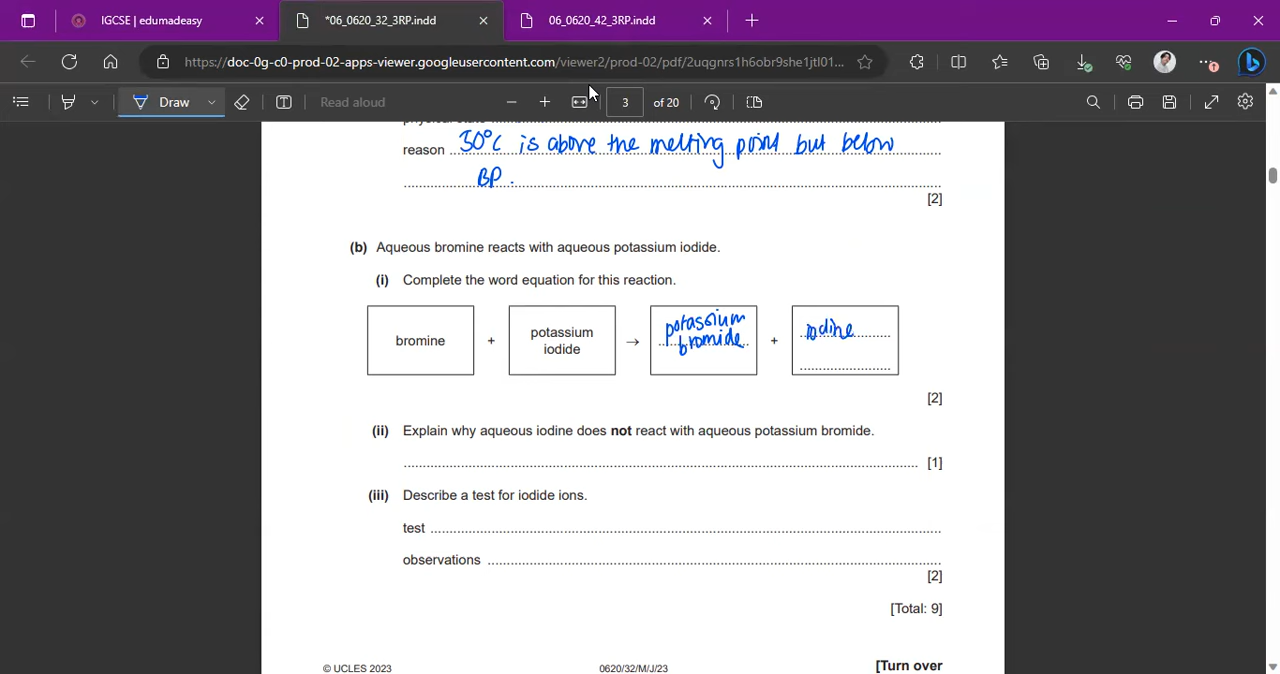 IGCSE | edumadeasy
*06_0620_32_3RP.indd
06_0620_42_3RP.indd
https://doc-0g-c0-prod-02-apps-viewer.googleusercontent.com/viewer2/prod-02/pdf/2uqgnrs1h6obr9she1jtl01...
Draw
Read aloud
3 of 20
reason 30°C is above the melting point but below
BP.
[2]
(b) Aqueous bromine reacts with aqueous potassium iodide.
(i) Complete the word equation for this reaction.
bromine + potassium iodide → potassium bromide + iodine
[2]
(ii) Explain why aqueous iodine does not react with aqueous potassium bromide.
[1]
(iii) Describe a test for iodide ions.
test
observations
[2]
[Total: 9]
© UCLES 2023 0620/32/M/J/23 [Turn over